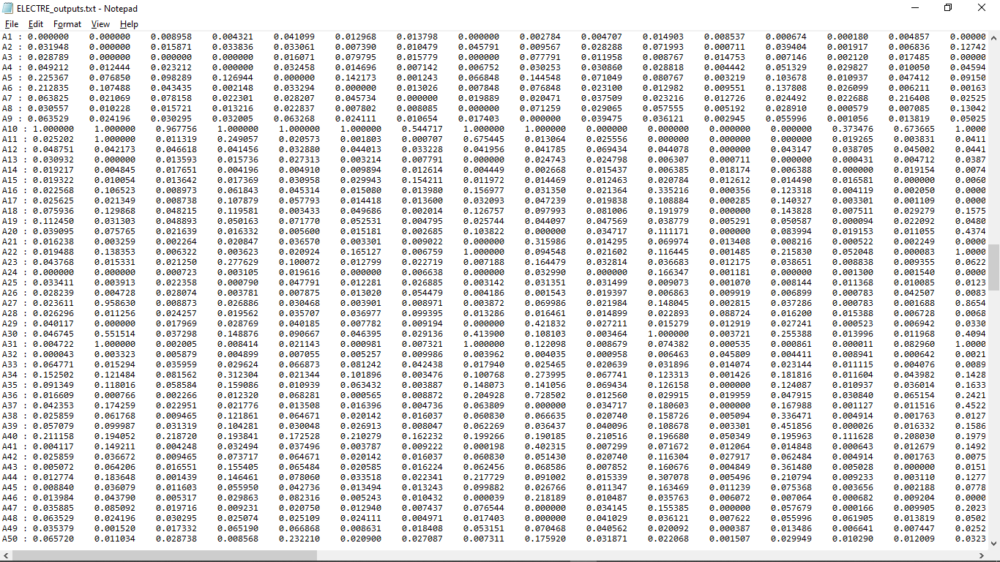 ELECTRE_outputs.txt - Notepad
File Edit Format View Help
A1 : 0.000000 0.000000 0.008958 0.004321 0.041099 0.012968 0.013798 0.000000 0.002784 0.004707 0.014903 0.008537 0.000674 0.000180 0.004857 0.00000
A2 : 0.031948 0.000000 0.015871 0.033836 0.033061 0.007390 0.010479 0.045791 0.009567 0.028288 0.071993 0.000711 0.039404 0.001917 0.006836 0.12742
A3 : 0.028789 0.000000 0.000000 0.000000 0.016071 0.079795 0.015779 0.000000 0.077791 0.011958 0.008767 0.014753 0.007146 0.002120 0.017485 0.00000
A4 : 0.049212 0.012444 0.023212 0.000000 0.032458 0.014696 0.007142 0.006752 0.030253 0.030860 0.028818 0.004442 0.051329 0.029827 0.010050 0.04594
A5 : 0.225367 0.076850 0.098289 0.126944 0.000000 0.142173 0.001243 0.066848 0.144548 0.071049 0.080767 0.003219 0.103678 0.010937 0.047412 0.09150
A6 : 0.212835 0.107488 0.043435 0.002148 0.033294 0.000000 0.013026 0.007848 0.076848 0.023100 0.012982 0.009551 0.137808 0.026099 0.006211 0.00163
A7 : 0.063825 0.021069 0.078158 0.022301 0.028207 0.045734 0.000000 0.019889 0.020471 0.037509 0.023216 0.012726 0.024492 0.022688 0.216408 0.02525
A8 : 0.030557 0.010228 0.015721 0.013216 0.022837 0.007802 0.008085 0.000000 0.071259 0.029065 0.057555 0.005192 0.028910 0.000579 0.007085 0.13042
A9 : 0.063529 0.024196 0.030295 0.032005 0.063268 0.024111 0.010654 0.017403 0.000000 0.039475 0.036121 0.002945 0.055996 0.001056 0.013819 0.05025
A10 : 1.000000 1.000000 0.967756 1.000000 1.000000 1.000000 0.544717 1.000000 1.000000 0.000000 0.000000 0.000000 0.000000 0.373476 0.673665 1.0000
A11 : 0.025202 1.000000 0.011319 0.249057 0.020573 0.001803 0.000707 0.675445 0.013064 0.025556 0.000000 0.000000 0.000000 0.019265 0.003831 0.0411
A12 : 0.048751 0.042173 0.046618 0.041456 0.032880 0.044013 0.033228 0.041956 0.041785 0.069434 0.044078 0.000000 0.043147 0.038705 0.045002 0.0441
A13 : 0.030932 0.000000 0.013593 0.015736 0.027313 0.003214 0.007791 0.000000 0.024743 0.024798 0.006307 0.000711 0.000000 0.000431 0.004712 0.0387
A14 : 0.019217 0.004845 0.017651 0.004196 0.004910 0.009894 0.012614 0.004449 0.002668 0.015437 0.006385 0.018174 0.006388 0.000000 0.019154 0.0074
A15 : 0.019322 0.010054 0.013642 0.017369 0.030958 0.029943 0.154211 0.011972 0.014469 0.012463 0.020784 0.012612 0.014490 0.016581 0.000000 0.0060
A16 : 0.022568 0.106523 0.008973 0.061843 0.045314 0.015080 0.013980 0.156977 0.031350 0.021364 0.335216 0.000356 0.123318 0.004119 0.002050 0.0000
A17 : 0.025625 0.021349 0.008738 0.107879 0.057793 0.014418 0.013600 0.032093 0.047239 0.019838 0.108884 0.000285 0.140327 0.003301 0.001109 0.0000
A18 : 0.075936 0.129868 0.048215 0.119581 0.003433 0.049686 0.002014 0.126757 0.097993 0.081006 0.191979 0.000000 0.143828 0.007511 0.029279 0.1575
A19 : 0.112450 0.031303 0.048893 0.050163 0.071770 0.052531 0.004795 0.025744 0.044097 0.047569 0.038779 0.005291 0.050587 0.000094 0.022092 0.0480
A20 : 0.039095 0.075765 0.021639 0.016332 0.005600 0.015181 0.002685 0.103822 0.000000 0.034717 0.111171 0.000000 0.083994 0.019153 0.011055 0.4374
A21 : 0.016238 0.003259 0.002264 0.020847 0.036570 0.003301 0.009022 0.000000 0.315986 0.014295 0.069974 0.013408 0.008216 0.000522 0.002249 0.0000
A22 : 0.019488 0.138353 0.006322 0.003623 0.020924 0.165127 0.006759 1.000000 0.094548 0.021602 0.116445 0.001485 0.215830 0.052048 0.000083 1.0000
A23 : 0.043768 0.015331 0.021250 0.277629 0.100072 0.012799 0.022719 0.007188 0.164479 0.032814 0.036683 0.012175 0.038651 0.008838 0.009355 0.0622
A24 : 0.000000 0.000000 0.000723 0.003105 0.019616 0.000000 0.006638 0.000000 0.032990 0.000000 0.166347 0.001181 0.000000 0.001300 0.001540 0.0000
A25 : 0.033411 0.003913 0.022358 0.000790 0.047791 0.012281 0.026885 0.003142 0.031351 0.031499 0.009073 0.001070 0.008144 0.011368 0.010085 0.0123
A26 : 0.028239 0.004728 0.028074 0.003781 0.007875 0.013020 0.054479 0.004186 0.001543 0.019397 0.006863 0.009919 0.006899 0.000783 0.042507 0.0083
A27 : 0.023611 0.958630 0.008873 0.026886 0.030468 0.003901 0.008971 0.003872 0.069986 0.021984 0.148045 0.002815 0.037286 0.000783 0.001688 0.8654
A28 : 0.026296 0.011256 0.024257 0.019562 0.035707 0.036977 0.099395 0.013286 0.016461 0.014899 0.022893 0.088724 0.016200 0.015388 0.006728 0.0068
A29 : 0.040117 0.000000 0.017969 0.028769 0.040185 0.007782 0.009194 0.000000 0.421832 0.027211 0.015279 0.012919 0.027241 0.000523 0.006942 0.0330
A30 : 0.046745 0.551514 0.037298 0.148876 0.090667 0.046395 0.029136 0.413900 0.108103 0.003464 1.000000 0.003721 0.255388 0.013996 0.011968 0.4094
A31 : 0.004722 1.000000 0.002005 0.008414 0.021143 0.000981 0.007321 1.000000 0.122098 0.008679 0.074382 0.000535 0.000861 0.000011 0.082960 1.0000
A32 : 0.000043 0.003323 0.005879 0.004899 0.007055 0.005257 0.009986 0.003962 0.004035 0.000958 0.006463 0.045809 0.004411 0.008941 0.000642 0.0021
A33 : 0.064771 0.015294 0.035959 0.029624 0.066873 0.081242 0.042438 0.017940 0.025465 0.020639 0.031896 0.014074 0.023144 0.011115 0.004076 0.0089
A34 : 0.152502 0.121484 0.081562 0.312304 0.021344 0.101896 0.003476 0.100768 0.273995 0.067741 0.123313 0.001426 0.181816 0.011604 0.043982 0.1428
A35 : 0.091349 0.118016 0.058584 0.159086 0.010939 0.063432 0.003887 0.148073 0.141056 0.069434 0.126158 0.000000 0.124087 0.010937 0.036014 0.1633
A36 : 0.016609 0.000766 0.002266 0.012320 0.068281 0.000565 0.008872 0.204928 0.728502 0.012560 0.029915 0.019959 0.047915 0.030840 0.065154 0.2421
A37 : 0.042353 0.174259 0.022951 0.021776 0.013508 0.016396 0.004736 0.063809 0.000000 0.034717 0.180603 0.000000 0.167988 0.001127 0.011516 0.4522
A38 : 0.025859 0.061768 0.009465 0.121861 0.064671 0.020142 0.016037 0.060830 0.066635 0.020740 0.158726 0.005094 0.336471 0.004914 0.001763 0.0127
A39 : 0.057079 0.099987 0.031319 0.104281 0.030048 0.026913 0.008047 0.062269 0.036437 0.040096 0.108678 0.003301 0.451856 0.000026 0.016332 0.1586
A40 : 0.211158 0.194052 0.218720 0.193841 0.172528 0.210279 0.162232 0.199266 0.190185 0.210516 0.196680 0.050349 0.195963 0.111628 0.208030 0.1979
A41 : 0.004117 0.149211 0.004248 0.032494 0.037496 0.003787 0.009222 0.000198 0.402315 0.007299 0.071672 0.012064 0.014848 0.000643 0.012679 0.1492
A42 : 0.025859 0.036672 0.009465 0.073717 0.064671 0.020142 0.016037 0.060830 0.051430 0.020740 0.116304 0.027917 0.062484 0.004914 0.001763 0.0075
A43 : 0.005072 0.064206 0.016551 0.155405 0.065484 0.020585 0.016224 0.062456 0.068586 0.007852 0.160676 0.004849 0.361480 0.005028 0.000000 0.0151
A44 : 0.012774 0.183648 0.001439 0.146461 0.078060 0.033518 0.022341 0.217729 0.091002 0.015339 0.307078 0.005496 0.210794 0.009233 0.003110 0.1277
A45 : 0.008840 0.036079 0.011603 0.055950 0.042736 0.013494 0.013243 0.099882 0.026766 0.011347 0.163469 0.011239 0.075368 0.003656 0.002188 0.0778
A46 : 0.013984 0.043790 0.005317 0.029863 0.082316 0.005243 0.010432 0.000039 0.218189 0.010487 0.035763 0.006072 0.007064 0.000682 0.009204 0.0000
A47 : 0.035885 0.085092 0.019716 0.009231 0.020750 0.012940 0.007437 0.076544 0.000000 0.034145 0.155385 0.000000 0.057679 0.000166 0.009905 0.2023
A48 : 0.063529 0.024196 0.030295 0.025074 0.025109 0.024111 0.004971 0.017403 0.000000 0.041029 0.036121 0.007622 0.055996 0.061905 0.013819 0.0502
A49 : 0.035379 0.001520 0.017332 0.065190 0.066868 0.008631 0.018408 0.053151 0.070468 0.040562 0.020092 0.000387 0.013486 0.006641 0.007447 0.0252
A50 : 0.065720 0.011034 0.028738 0.008568 0.232210 0.020900 0.027087 0.007311 0.175920 0.031871 0.022068 0.001507 0.029949 0.010290 0.012009 0.0323